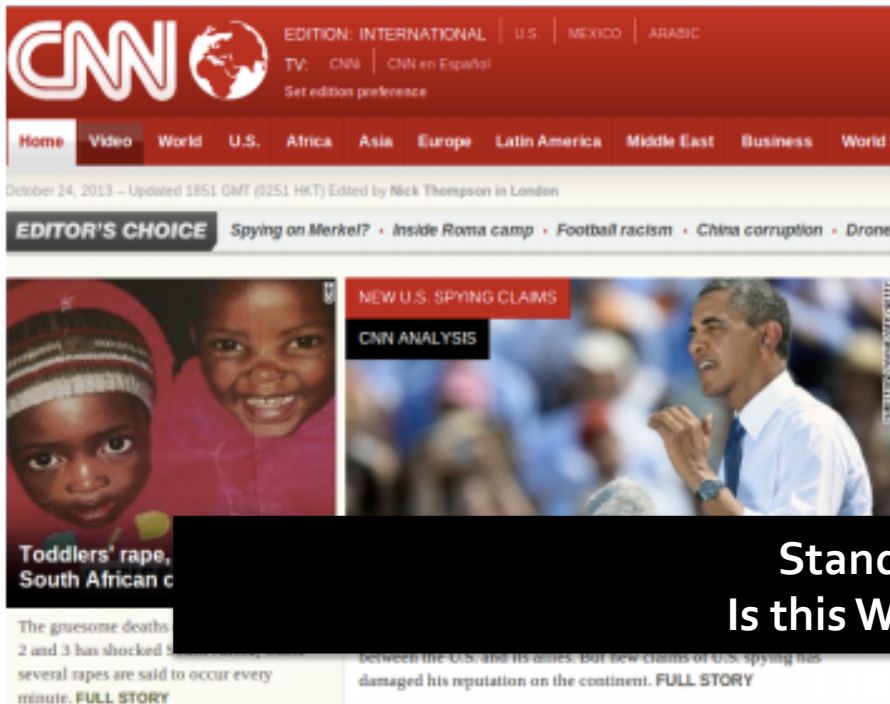 CNN
EDITION: INTERNATIONAL U.S. MÉXICO ARABIC
TV: CNNi CNN en Español
Set edition preference
Home Video World U.S. Africa Asia Europe Latin America Middle East Business World
October 24, 2013 – Updated 1851 GMT (0251 HKT) Edited by Nick Thompson in London
EDITOR'S CHOICE Spying on Merkel? • Inside Roma camp • Football racism • China corruption • Drone
NEW U.S. SPYING CLAIMS
CNN ANALYSIS
Toddlers' rape,
South African c
The gruesome deaths
2 and 3 has shocked
several rapes are said to occur every
minute. FULL STORY
Stand
Is this W
between the U.S. and its allies. But new claims of U.S. spying has
damaged his reputation on the continent. FULL STORY